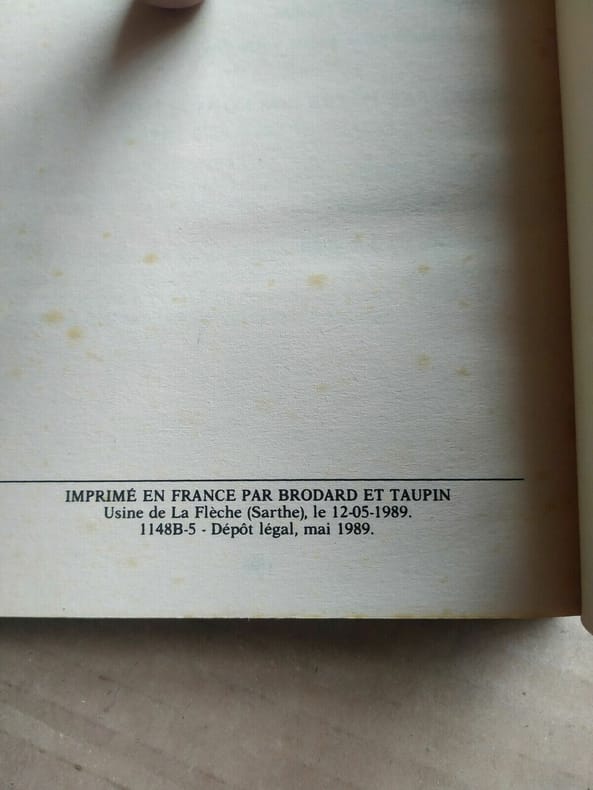 IMPRIMÉ EN FRANCE PAR BRODARD ET TAUPIN
Usine de La Flèche (Sarthe), le 12-05-1989.
1148B-5 - Dépôt légal, mai 1989.